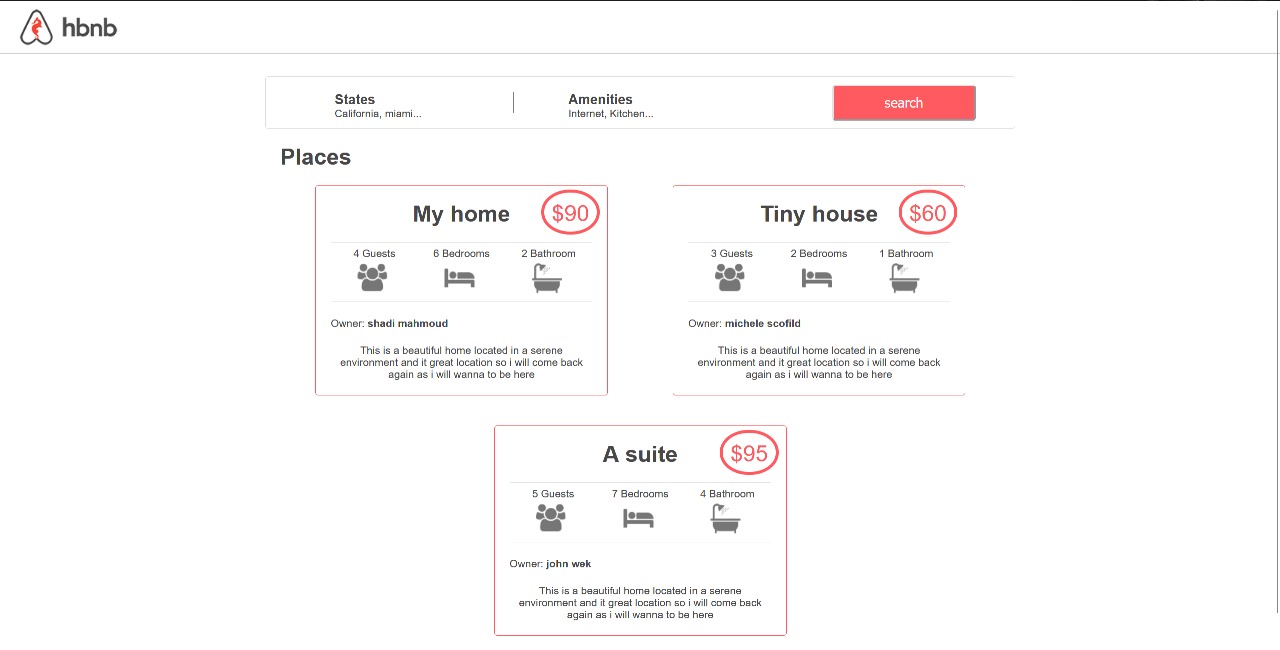 hbnb
States
California, miami...
Amenities
Internet, Kitchen...
search
Places
My home
$90
4 Guests
6 Bedrooms
2 Bathroom
Owner: shadi mahmoud
This is a beautiful home located in a serene
environment and it great location so i will come back
again as i will wanna to be here
Tiny house
$60
3 Guests
2 Bedrooms
1 Bathroom
Owner: michele scofild
This is a beautiful home located in a serene
environment and it great location so i will come back
again as i will wanna to be here
A suite
$95
5 Guests
7 Bedrooms
4 Bathroom
Owner: john wek
This is a beautiful home located in a serene
environment and it great location so i will come back
again as i will wanna to be here